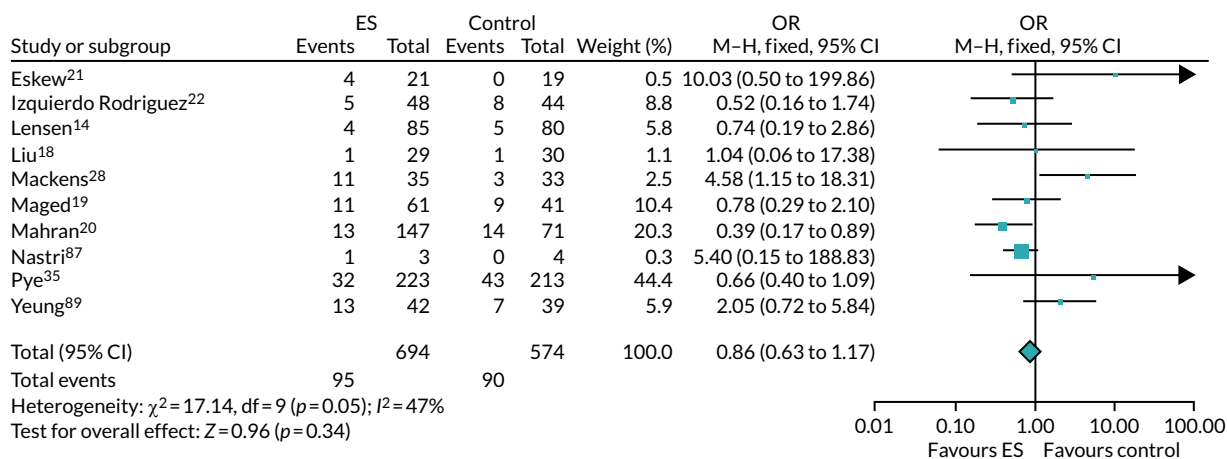 ES Control OR OR
Study or subgroup Events Total Events Total Weight (%) M–H, fixed, 95% CI M–H, fixed, 95% CI
Eskew21 4 21 0 19 0.5 10.03 (0.50 to 199.86)
Izquierdo Rodriguez22 5 48 8 44 8.8 0.52 (0.16 to 1.74)
Lensen14 4 85 5 80 5.8 0.74 (0.19 to 2.86)
Liu18 1 29 1 30 1.1 1.04 (0.06 to 17.38)
Mackens28 11 35 3 33 2.5 4.58 (1.15 to 18.31)
Maged19 11 61 9 41 10.4 0.78 (0.29 to 2.10)
Mahran20 13 147 14 71 20.3 0.39 (0.17 to 0.89)
Nastri87 1 3 0 4 0.3 5.40 (0.15 to 188.83)
Pye35 32 223 43 213 44.4 0.66 (0.40 to 1.09)
Yeung89 13 42 7 39 5.9 2.05 (0.72 to 5.84)
Total (95% CI) 694 574 100.0 0.86 (0.63 to 1.17)
Total events 95 90
Heterogeneity: χ2=17.14, df=9 (p=0.05); I2=47%
Test for overall effect: Z=0.96 (p=0.34)
0.01 0.10 1.00 10.00 100.00
Favours ES Favours control